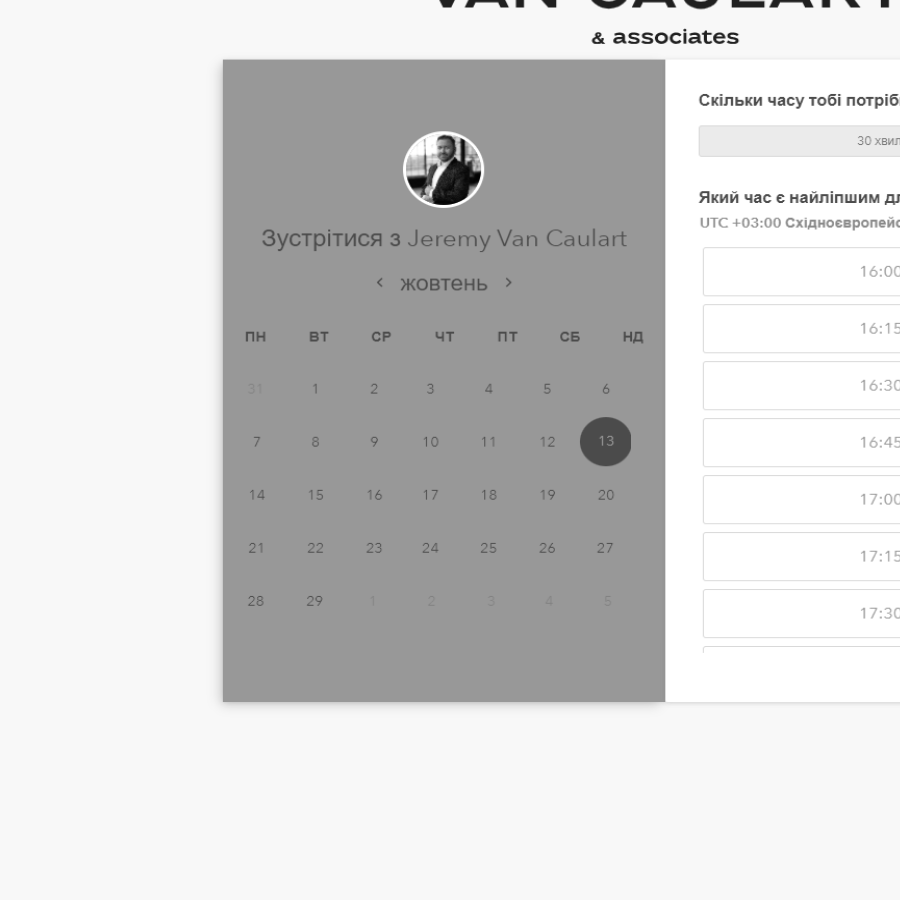 VAN CAULART
& associates
Зустрітися з Jeremy Van Caulart
жовтень
ПН ВТ СР ЧТ ПТ СБ НД
31 1 2 3 4 5 6
7 8 9 10 11 12 13
14 15 16 17 18 19 20
21 22 23 24 25 26 27
28 29 1 2 3 4 5
Скільки часу тобі потріб
30 хвил
Який час є найліпшим дл
UTC +03:00 Східноєвропейс
16:00
16:15
16:30
16:45
17:00
17:15
17:30